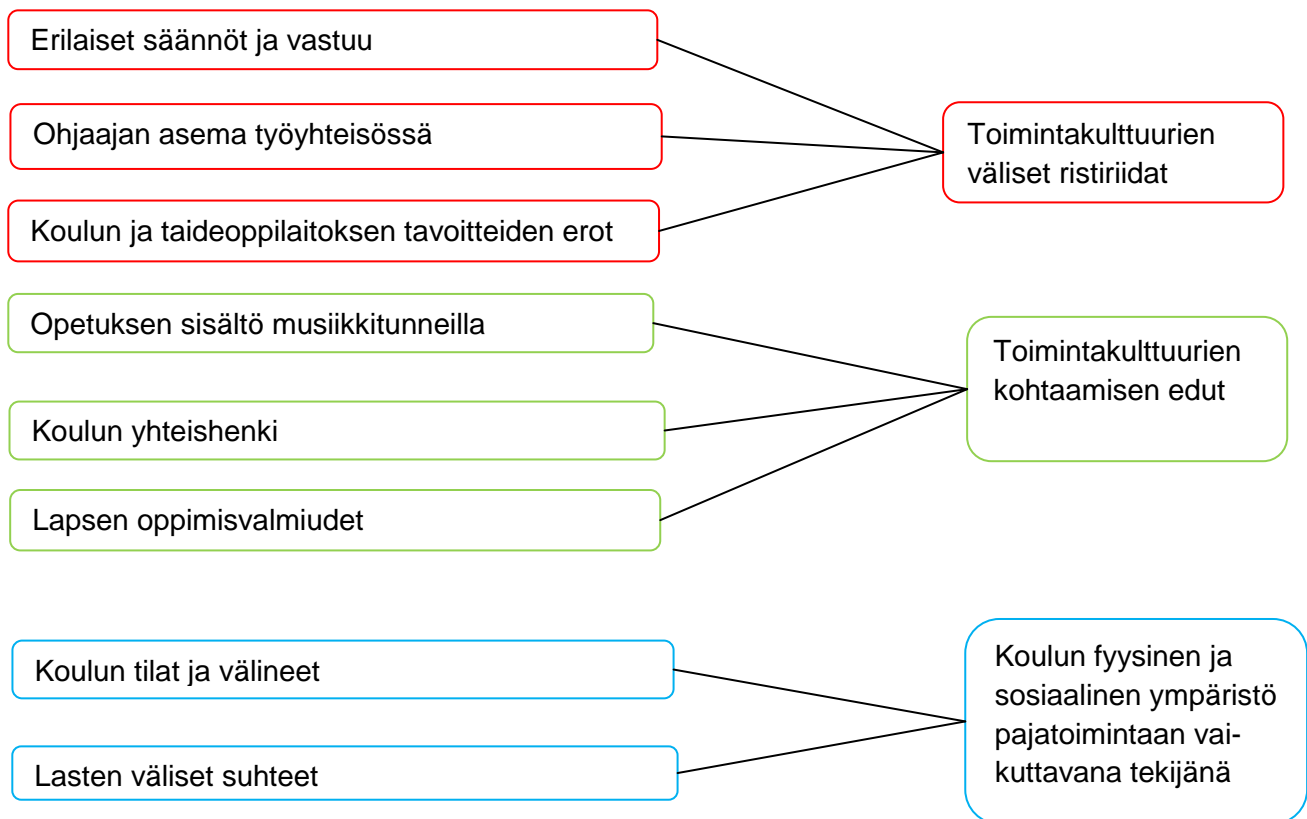 Erilaiset säännöt ja vastuu
Ohjaajan asema työyhteisössä
Koulun ja taideoppilaitoksen tavoitteiden erot
Toimintakulttuurien
väliset ristiriidat
Opetuksen sisältö musiikkitunneilla
Koulun yhteishenki
Lapsen oppimisvalmiudet
Toimintakulttuurien
kohtaamisen edut
Koulun tilat ja välineet
Lasten väliset suhteet
Koulun fyysinen ja
sosiaalinen ympäristö
pajatoimintaan vai-
kuttavana tekijänä